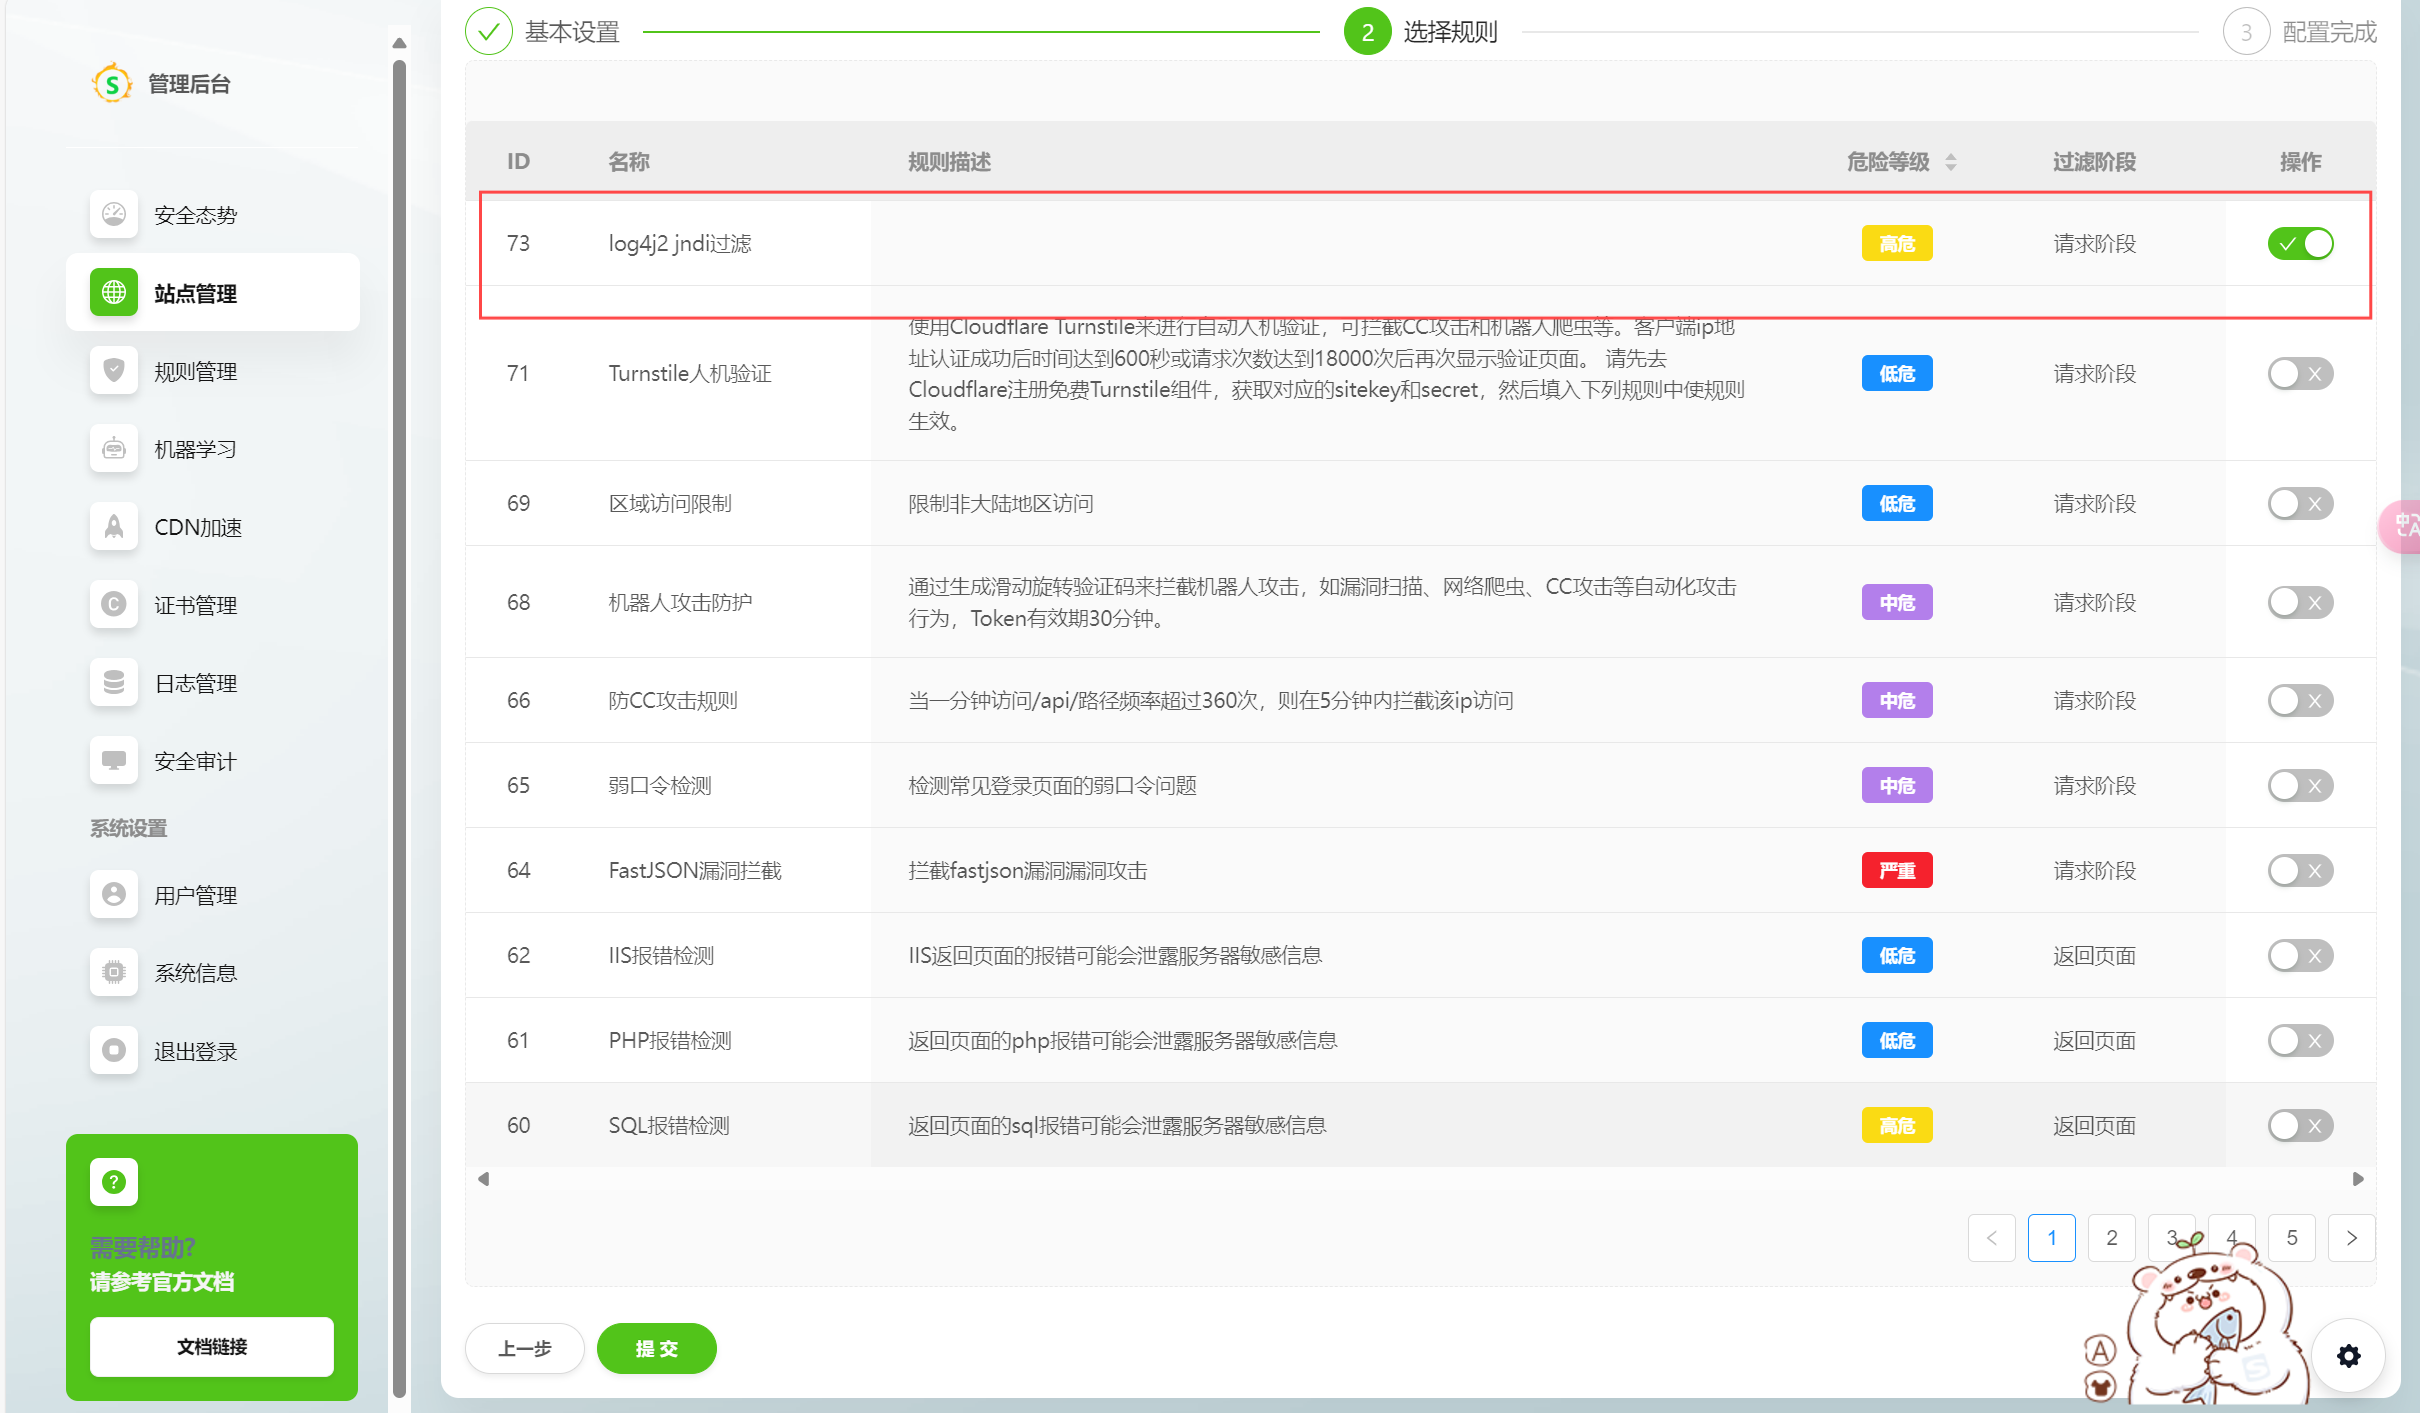 基本设置
2 选择规则
3 配置完成
管理后台
安全态势
站点管理
规则管理
机器学习
CDN加速
证书管理
日志管理
安全审计
系统设置
用户管理
系统信息
退出登录
需要帮助?
请参考官方文档
文档链接
ID 名称 规则描述 危险等级 过滤阶段 操作
73 log4j2 jndi过滤 高危 请求阶段
71 Turnstile人机验证
使用Cloudflare Turnstile来进行自动人机验证，可拦截CC攻击和机器人爬虫等。客户端ip地
址认证成功后时间达到600秒或请求次数达到18000次后再次显示验证页面。 请先去
Cloudflare注册免费Turnstile组件，获取对应的sitekey和secret，然后填入下列规则中使规则
生效。
低危 请求阶段
69 区域访问限制 限制非大陆地区访问 低危 请求阶段
68 机器人攻击防护
通过生成滑动旋转验证码来拦截机器人攻击，如漏洞扫描、网络爬虫、CC攻击等自动化攻击
行为，Token有效期30分钟。
中危 请求阶段
66 防CC攻击规则 当一分钟访问/api/路径频率超过360次，则在5分钟内拦截该ip访问 中危 请求阶段
65 弱口令检测 检测常见登录页面的弱口令问题 中危 请求阶段
64 FastJSON漏洞拦截 拦截fastjson漏洞漏洞攻击 严重 请求阶段
62 IIS报错检测 IIS返回页面的报错可能会泄露服务器敏感信息 低危 返回页面
61 PHP报错检测 返回页面的php报错可能会泄露服务器敏感信息 低危 返回页面
60 SQL报错检测 返回页面的sql报错可能会泄露服务器敏感信息 高危 返回页面
< 1 2 3 4 5 >
上一步 提 交
中 A
A
S